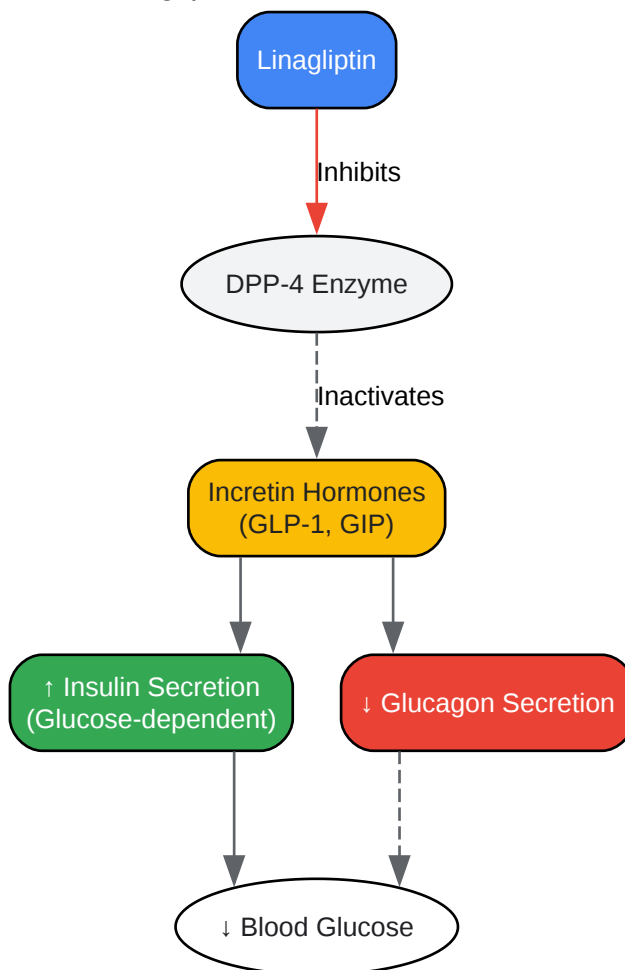 Linagliptin
Inhibits
DPP-4 Enzyme
Inactivates
Incretin Hormones
(GLP-1, GIP)
↑ Insulin Secretion
(Glucose-dependent)
↓ Glucagon Secretion
↓ Blood Glucose